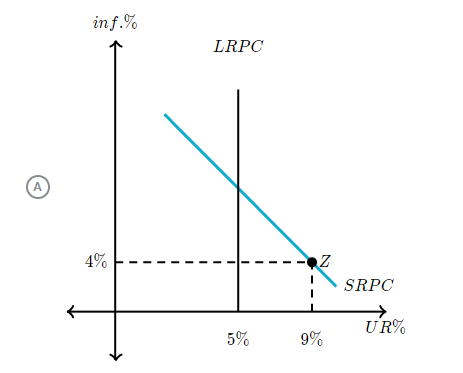 inf.%
LRPC
A
4%
Z
SRPC
UR%
5% 9%